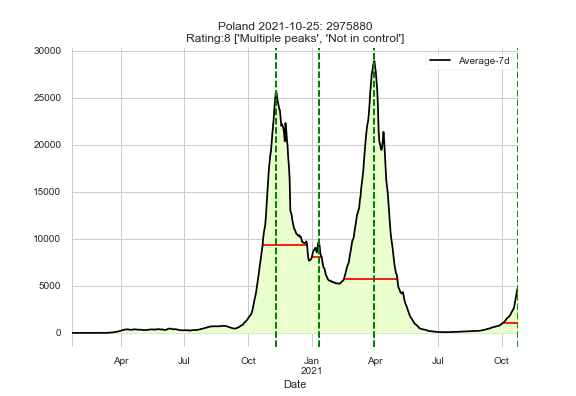 Poland 2021-10-25: 2975880
Rating:8 ['Multiple peaks', 'Not in control']
Average-7d
30000
25000
20000
15000
10000
5000
0
Apr
Jul
Oct
Jan
2021
Apr
Jul
Oct
Date